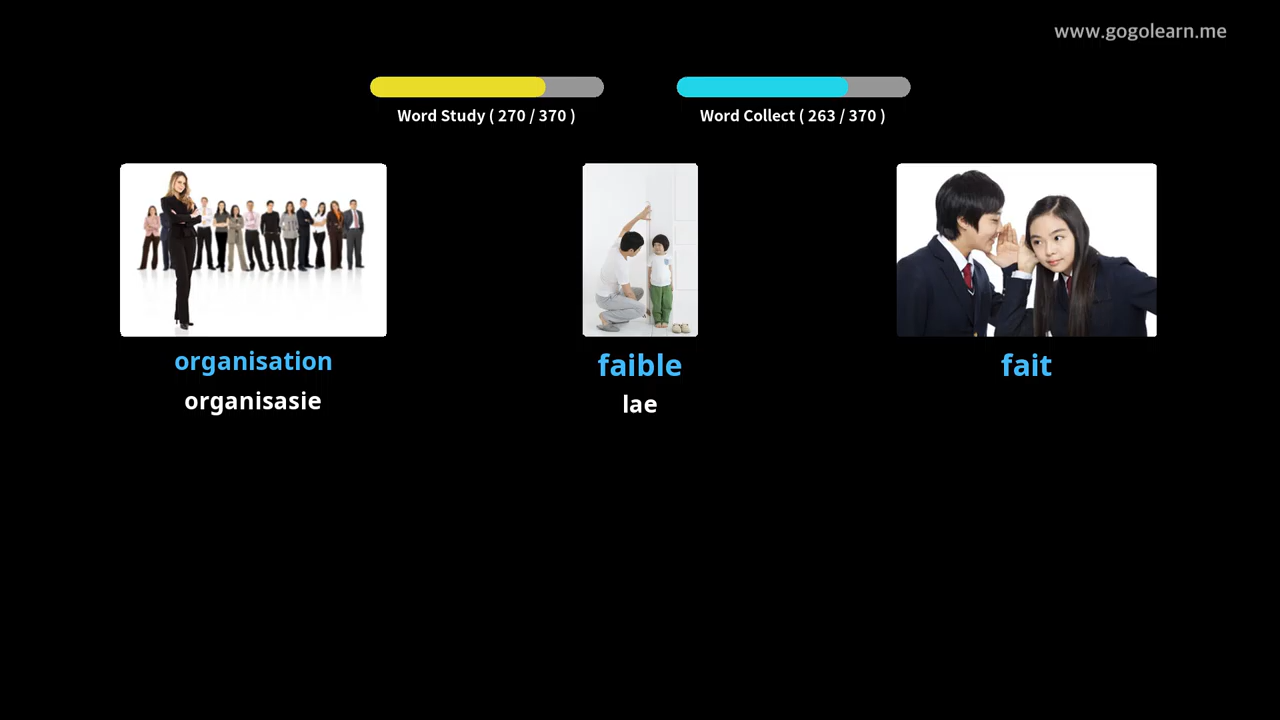 www.gogolearn.me
Word Study ( 270 / 370 )
Word Collect ( 263 / 370 )
organisation
faible
fait
organisasie
lae